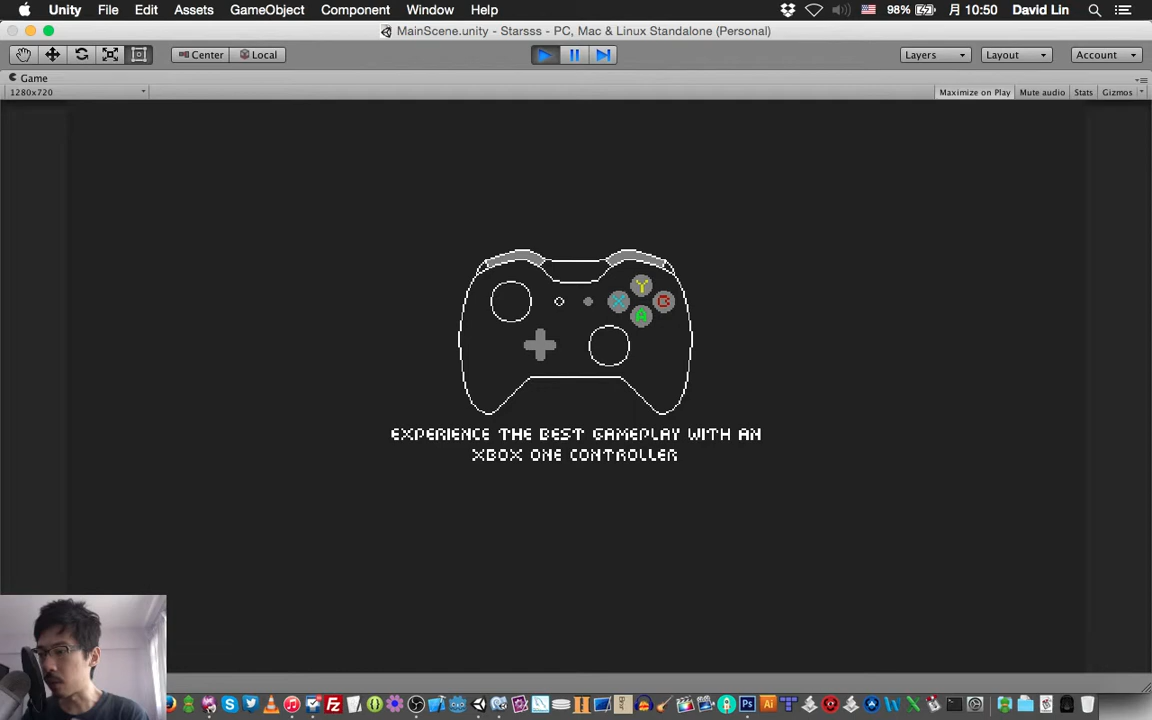 Unity File Edit Assets GameObject Component Window Help 98% 月 10:50 David Lin
MainScene.unity - Starsss - PC, Mac & Linux Standalone (Personal)
Center Local Layers Layout Account
Game
1280x720 Maximize on Play Mute audio Stats Gizmos
Y
X B
A
EXPERIENCE THE BEST GAMEPLAY WITH AN
XBOX ONE CONTROLLER